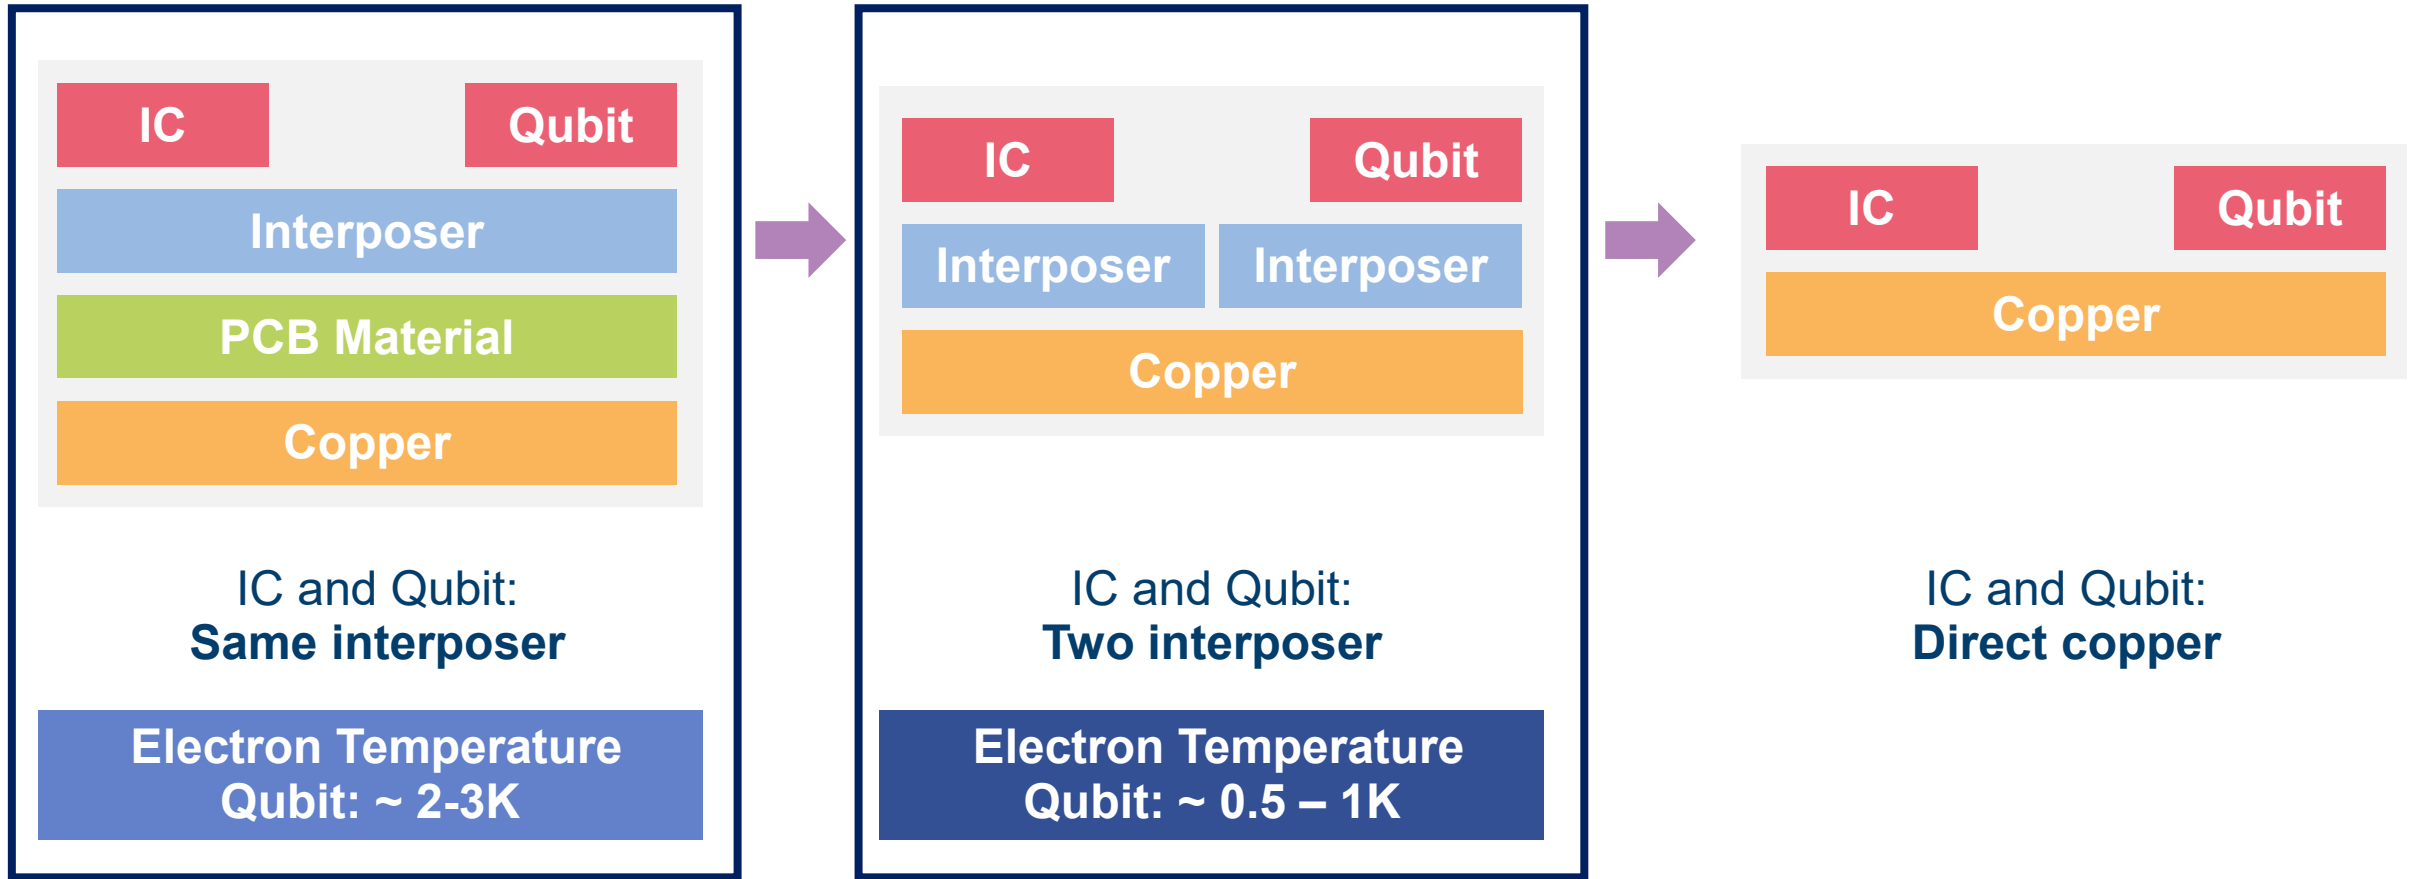 IC
Qubit
Interposer
PCB Material
Copper
IC and Qubit:
Same interposer
Electron Temperature
Qubit: ~ 2-3K
IC
Qubit
Interposer
Interposer
Copper
IC and Qubit:
Two interposer
Electron Temperature
Qubit: ~ 0.5 – 1K
IC
Qubit
Copper
IC and Qubit:
Direct copper